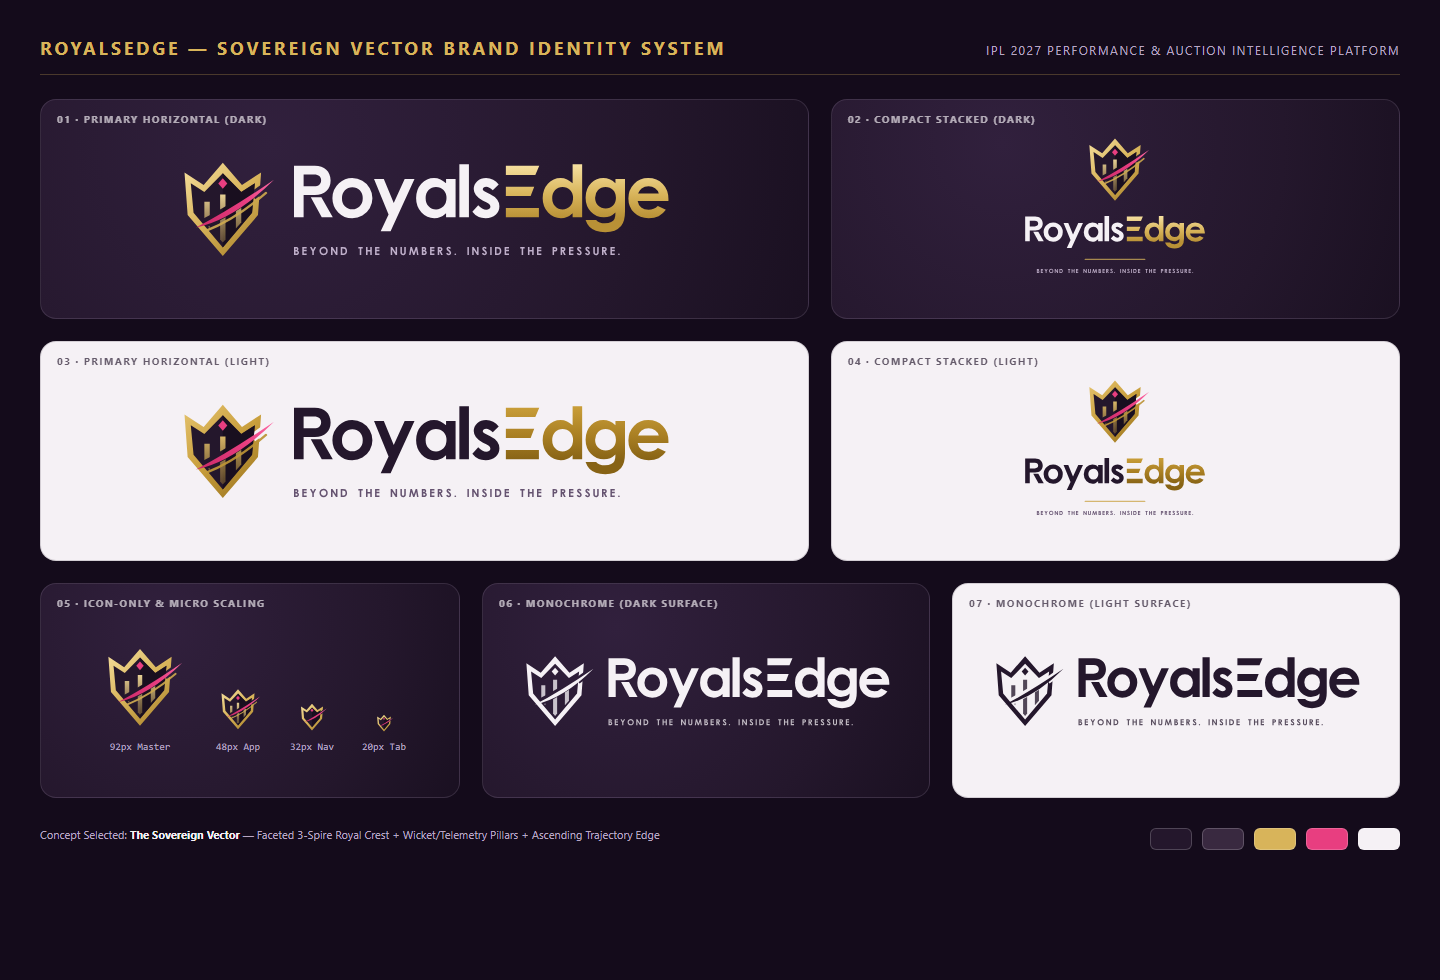 ROYALSEDGE — SOVEREIGN VECTOR BRAND IDENTITY SYSTEM
IPL 2027 PERFORMANCE & AUCTION INTELLIGENCE PLATFORM
01 · PRIMARY HORIZONTAL (DARK)
RoyalsEdge
BEYOND THE NUMBERS. INSIDE THE PRESSURE.
02 · COMPACT STACKED (DARK)
RoyalsEdge
BEYOND THE NUMBERS. INSIDE THE PRESSURE.
03 · PRIMARY HORIZONTAL (LIGHT)
RoyalsEdge
BEYOND THE NUMBERS. INSIDE THE PRESSURE.
04 · COMPACT STACKED (LIGHT)
RoyalsEdge
BEYOND THE NUMBERS. INSIDE THE PRESSURE.
05 · ICON-ONLY & MICRO SCALING
92px Master
48px App
32px Nav
20px Tab
06 · MONOCHROME (DARK SURFACE)
RoyalsEdge
BEYOND THE NUMBERS. INSIDE THE PRESSURE.
07 · MONOCHROME (LIGHT SURFACE)
RoyalsEdge
BEYOND THE NUMBERS. INSIDE THE PRESSURE.
Concept Selected: The Sovereign Vector — Faceted 3-Spire Royal Crest + Wicket/Telemetry Pillars + Ascending Trajectory Edge